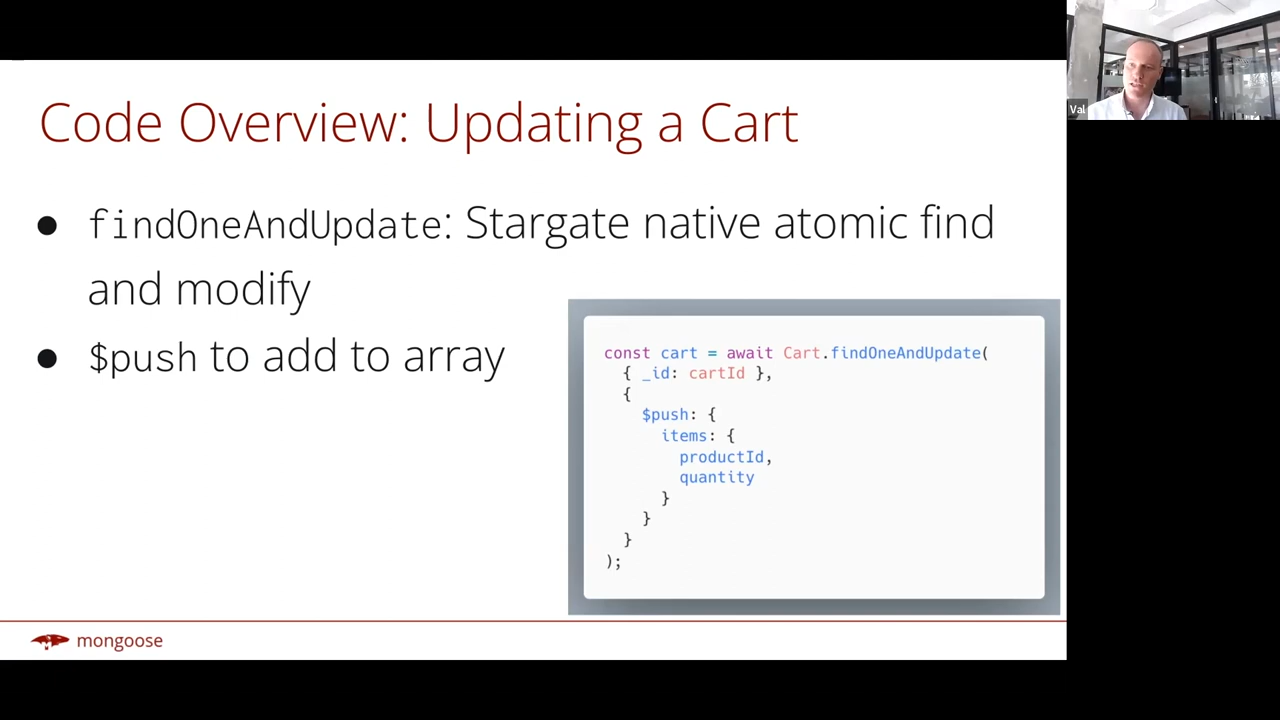 Code Overview: Updating a Cart
● findOneAndUpdate: Stargate native atomic find
and modify
● $push to add to array
const cart = await Cart.findOneAndUpdate(
  { _id: cartId },
  {
    $push: {
      items: {
        productId,
        quantity
      }
    }
  }
);
mongoose
Val